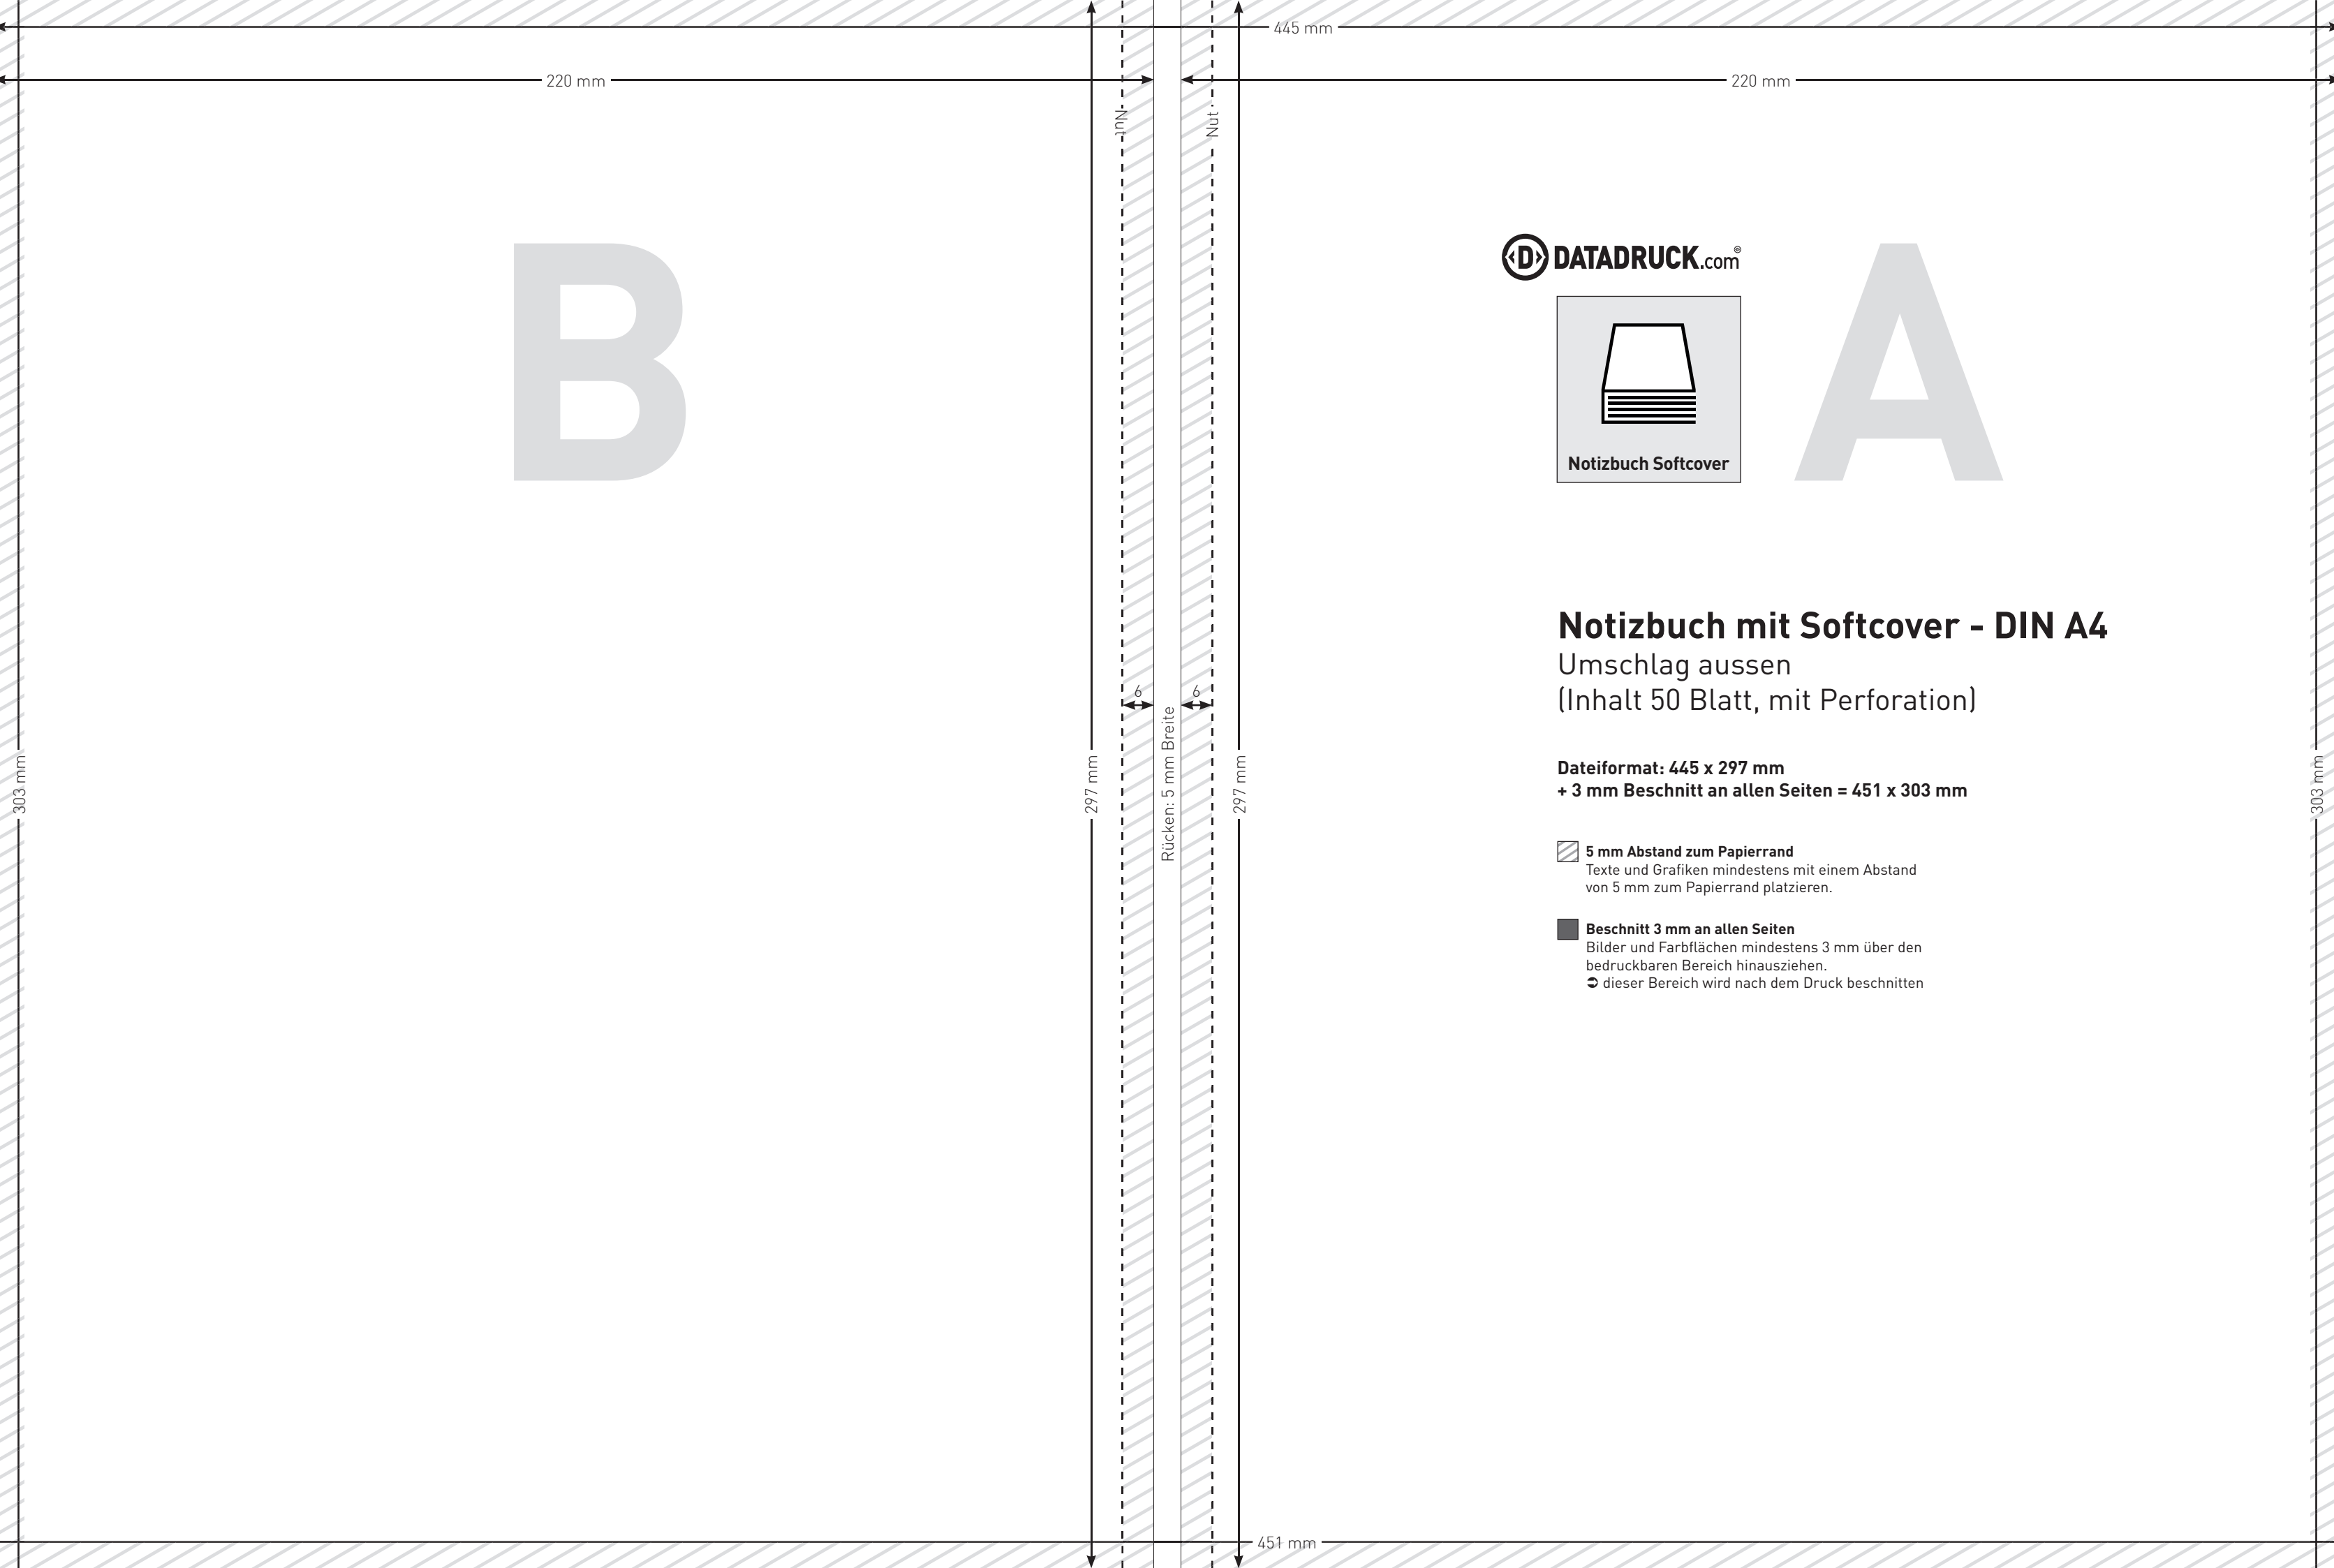 445 mm
220 mm
220 mm
Nut
Nut
B
DATADRUCK.com®
A
Notizbuch Softcover
Notizbuch mit Softcover - DIN A4
Umschlag aussen
(Inhalt 50 Blatt, mit Perforation)
6
6
303 mm
297 mm
Rücken: 5 mm Breite
297 mm
303 mm
Dateiformat: 445 x 297 mm
+ 3 mm Beschnitt an allen Seiten = 451 x 303 mm
5 mm Abstand zum Papierrand
Texte und Grafiken mindestens mit einem Abstand
von 5 mm zum Papierrand platzieren.
Beschnitt 3 mm an allen Seiten
Bilder und Farbflächen mindestens 3 mm über den
bedruckbaren Bereich hinausziehen.
➲ dieser Bereich wird nach dem Druck beschnitten
451 mm